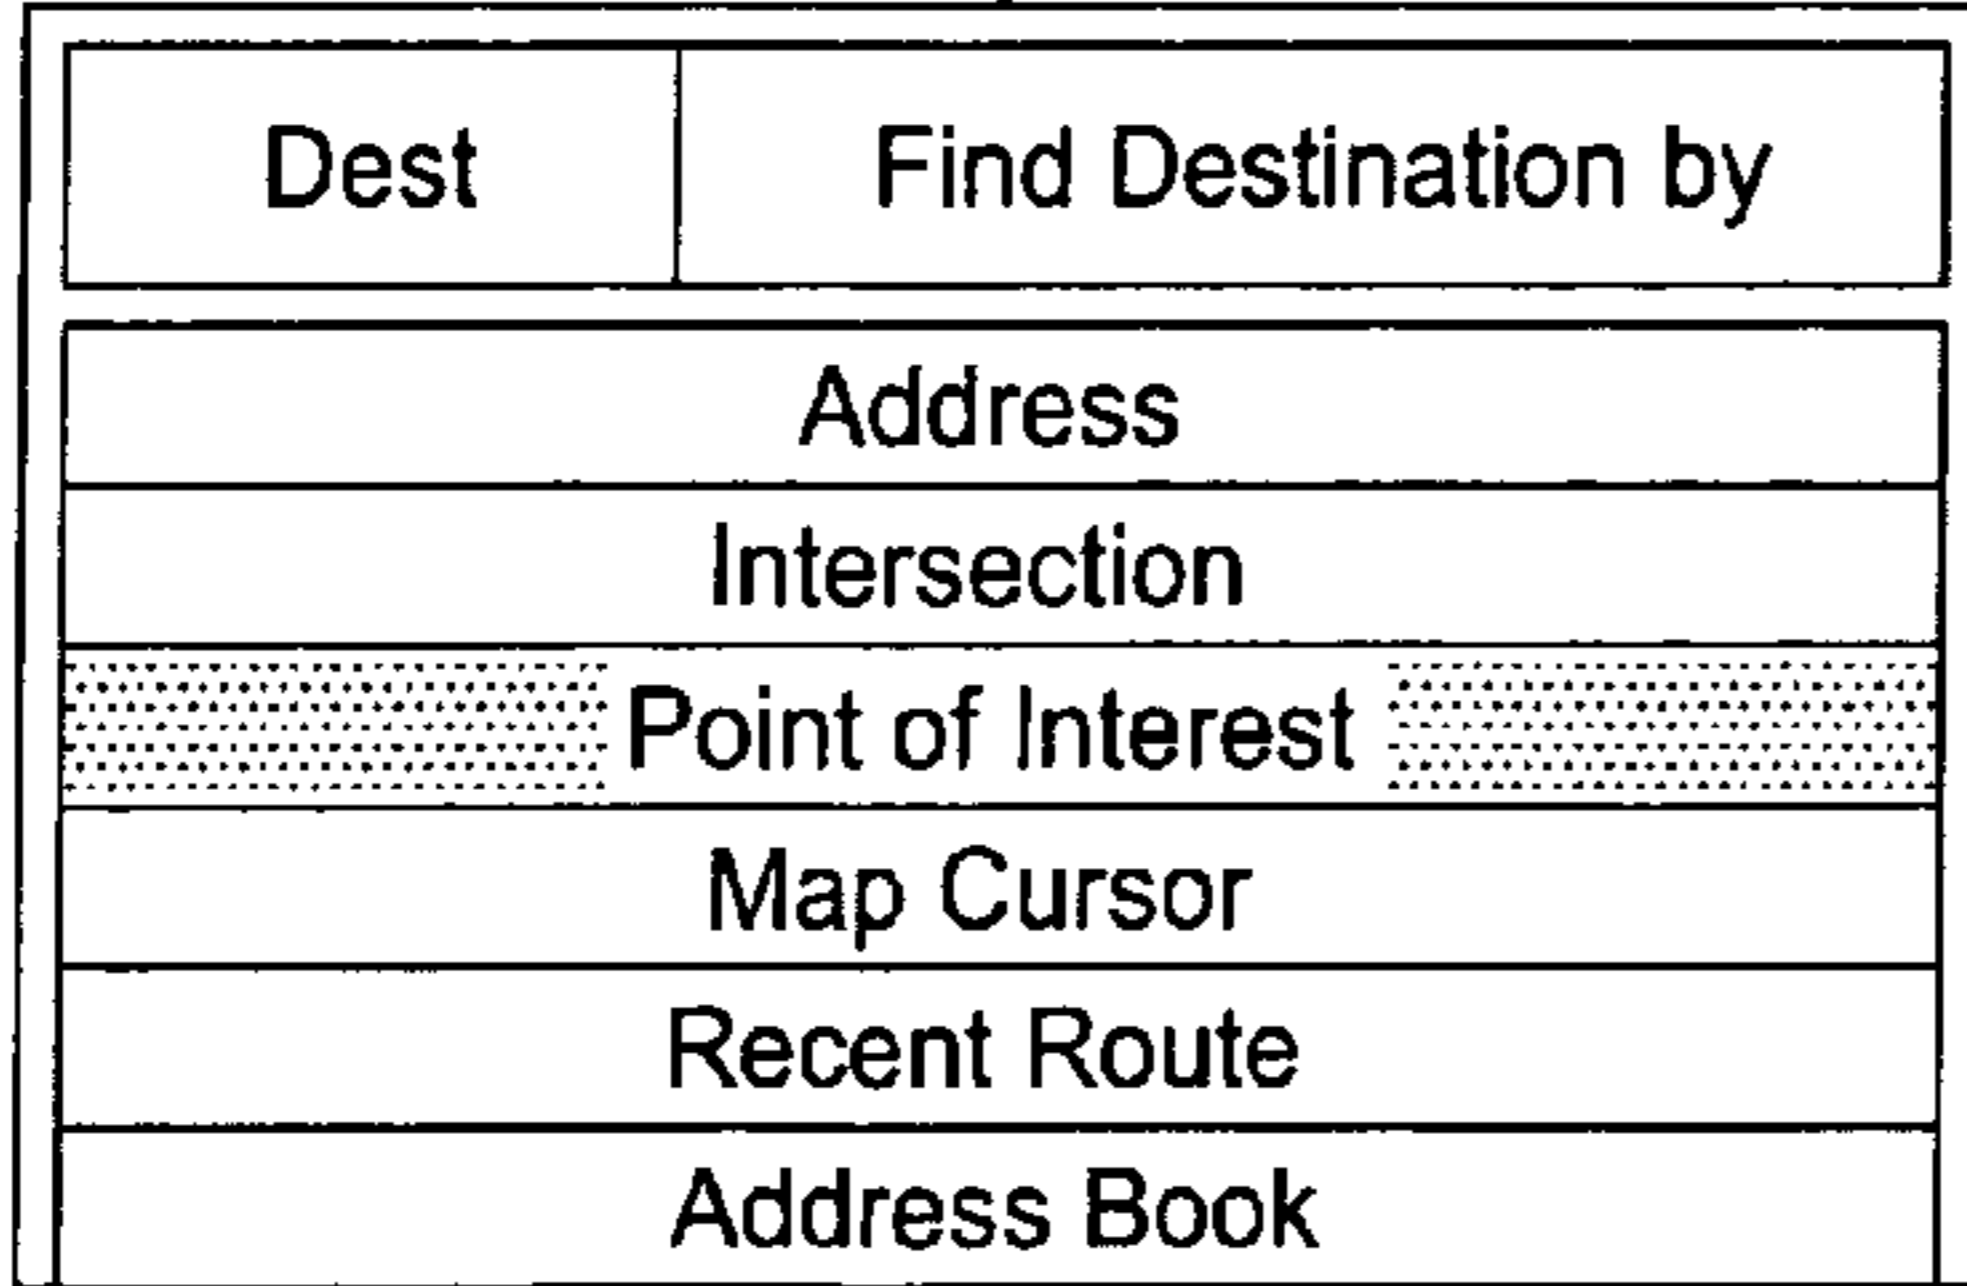 Dest Find Destination by
Address
Intersection
Point of Interest
Map Cursor
Recent Route
Address Book